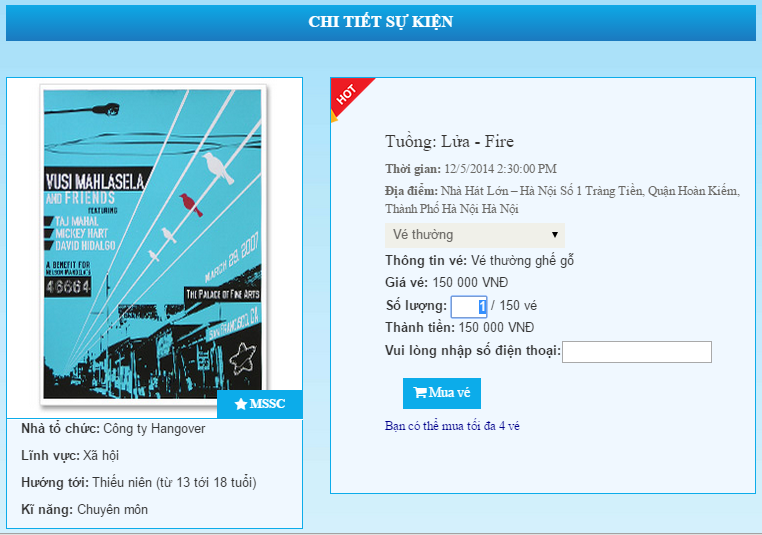 CHI TIẾT SỰ KIỆN
VUSI MAHLASELA
AND FRIENDS
FEATURING
TAJ MAHAL
MICKEY HART
DAVID HIDALGO
A BENEFIT FOR
NELSON MANDELA'S
46664
MARCH 29, 2007
THE PALACE OF FINE ARTS
SAN FRANCISCO, CA
MSSC
Nhà tổ chức: Công ty Hangover
Lĩnh vực: Xã hội
Hướng tới: Thiếu niên (từ 13 tới 18 tuổi)
Kĩ năng: Chuyên môn
HOT
Tuồng: Lửa - Fire
Thời gian: 12/5/2014 2:30:00 PM
Địa điểm: Nhà Hát Lớn – Hà Nội Số 1 Tràng Tiền, Quận Hoàn Kiếm,
Thành Phố Hà Nội Hà Nội
Vé thường
Thông tin vé: Vé thường ghế gỗ
Giá vé: 150 000 VNĐ
Số lượng: 1 / 150 vé
Thành tiền: 150 000 VNĐ
Vui lòng nhập số điện thoại:
Mua vé
Bạn có thể mua tối đa 4 vé